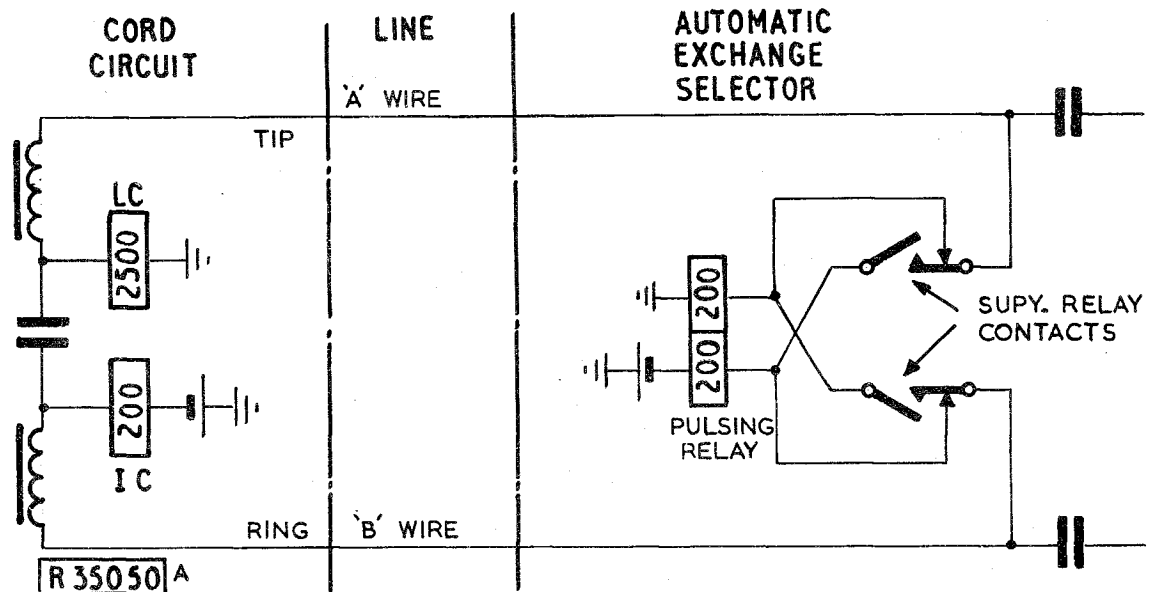 CORD
CIRCUIT
LINE
AUTOMATIC
EXCHANGE
SELECTOR
'A' WIRE
TIP
LC
2500
200
IC
200
200
PULSING
RELAY
SUPY. RELAY
CONTACTS
RING
'B' WIRE
R 35050 A